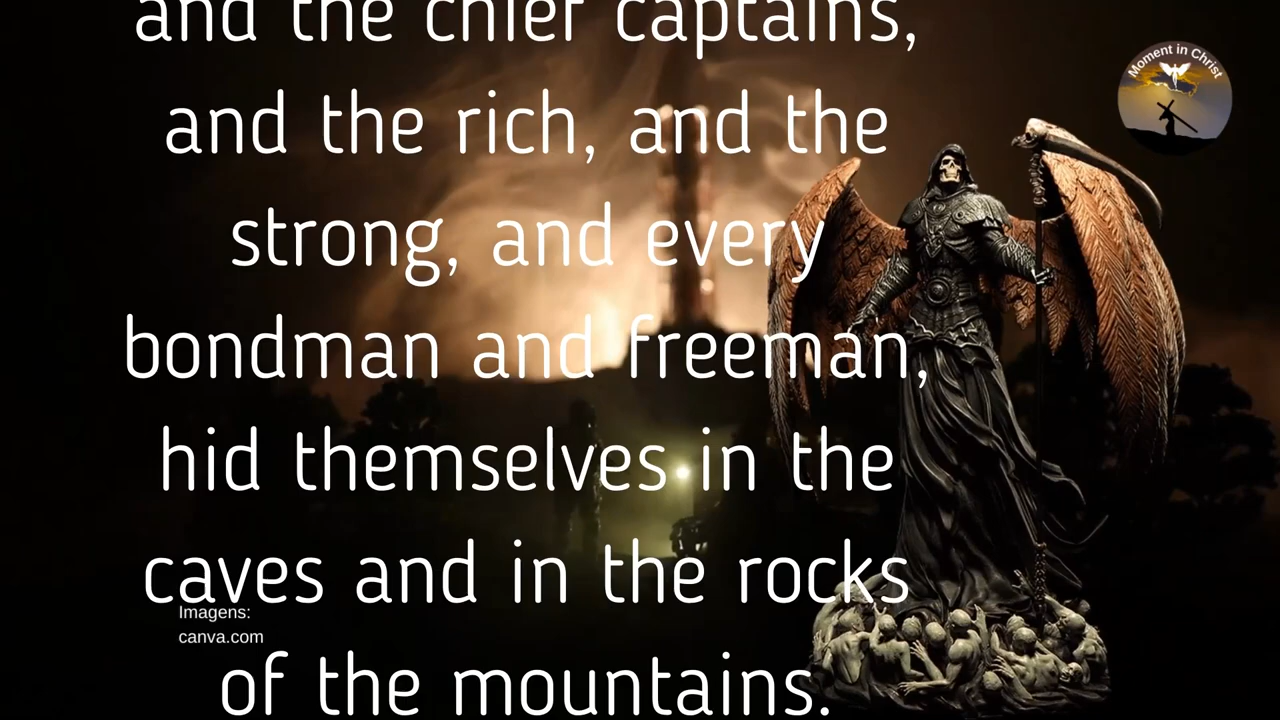 and the chief captains,
and the rich, and the
strong, and every
bondman and freeman,
hid themselves in the
caves and in the rocks
Imagens:
canva.com
of the mountains.
Moment in Christ